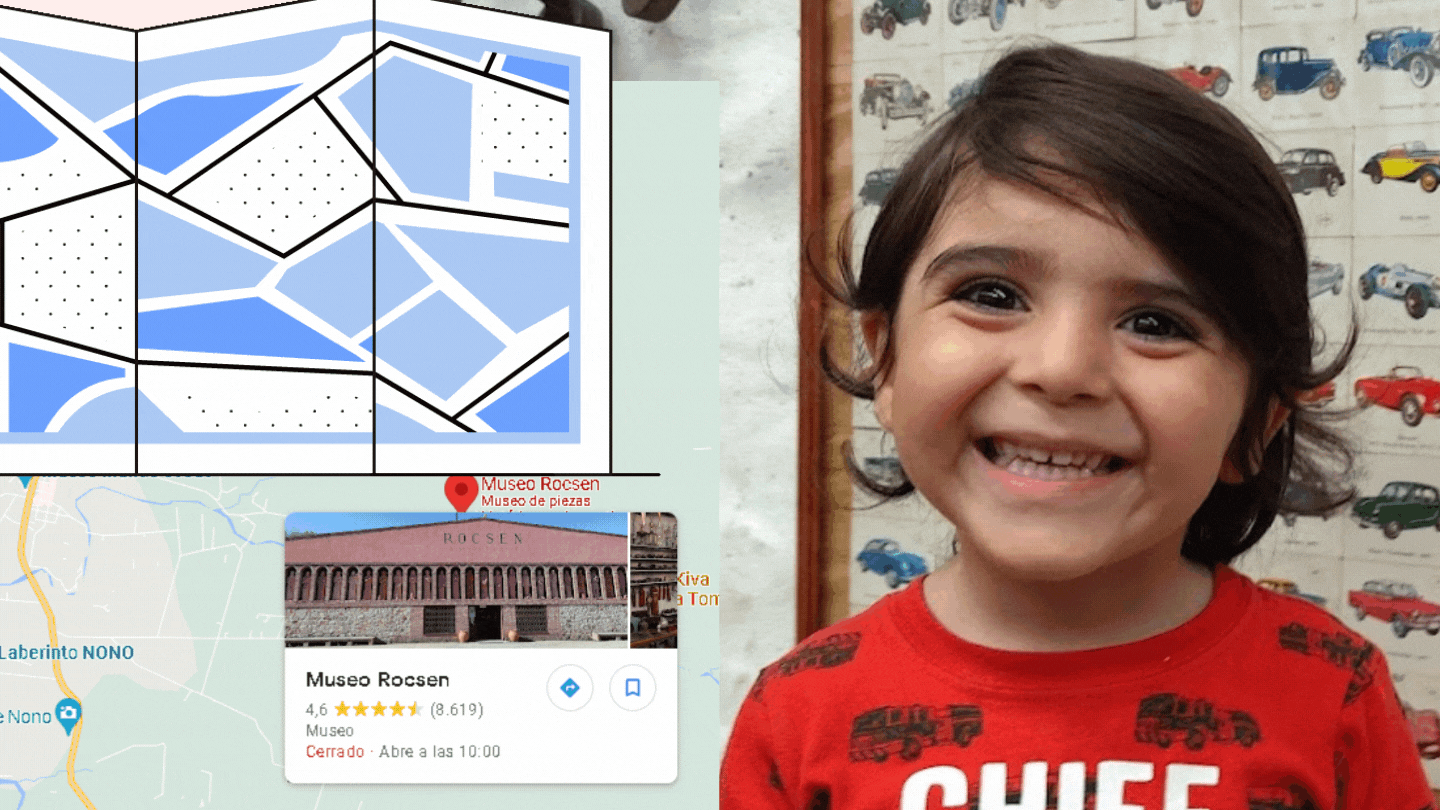 Museo Rocsen
Museo de piezas
ROCSEN
Kiva
a Tom
Laberinto NONO
Museo Rocsen
e Nono
4,6 (8.619)
Museo
Cerrado · Abre a las 10:00
CHIEF